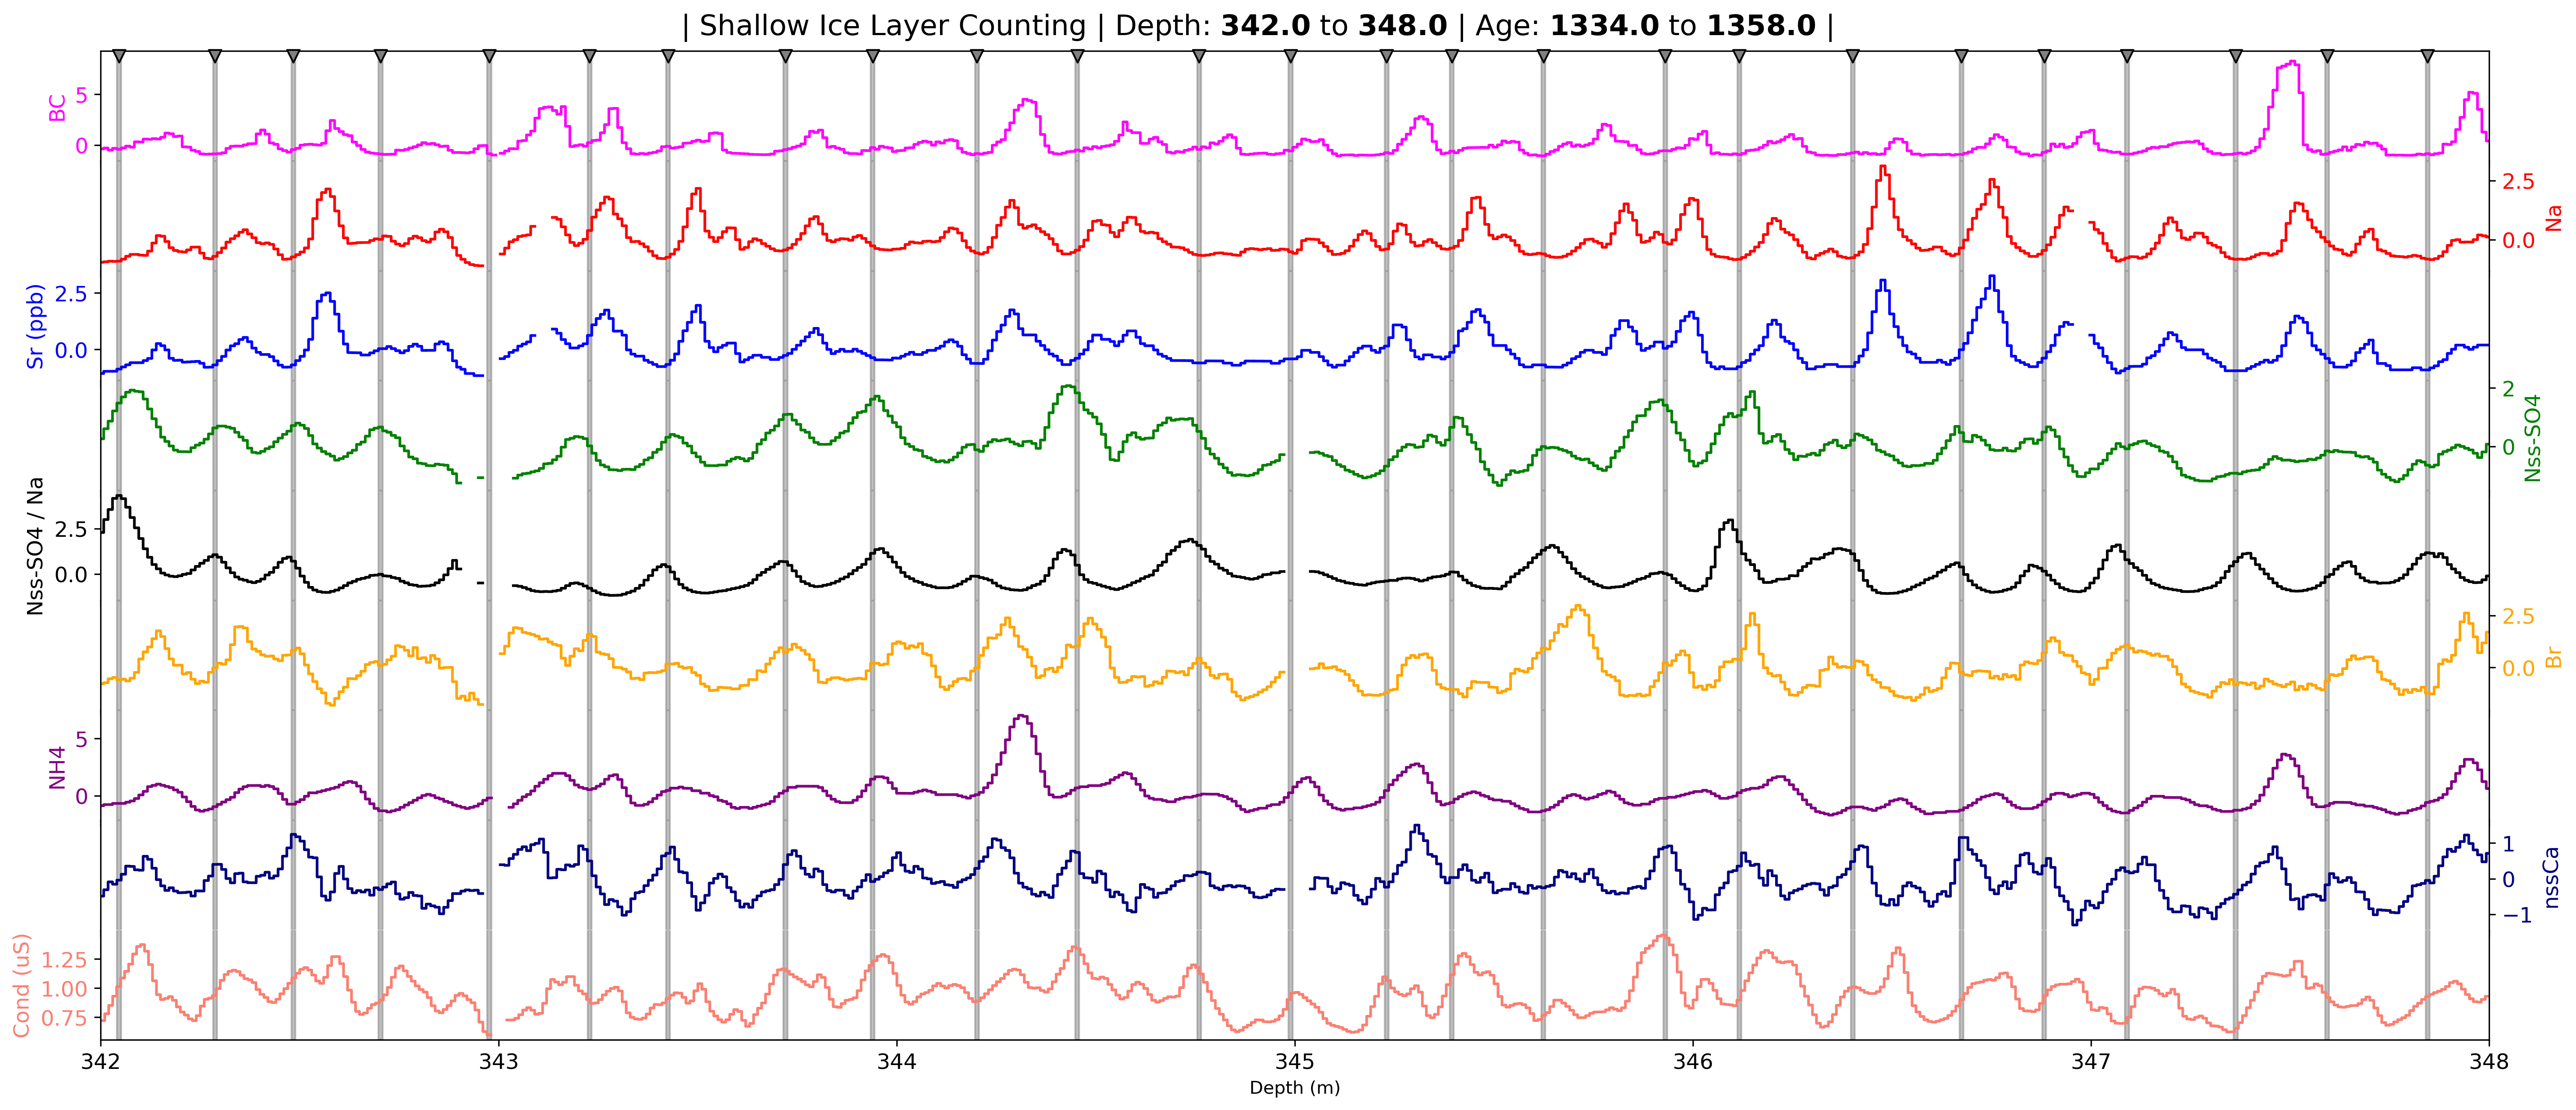 | Shallow Ice Layer Counting | Depth: 342.0 to 348.0 | Age: 1334.0 to 1358.0 |
BC
5
0
2.5
0.0
Na
Sr (ppb)
2.5
0.0
2
0
Nss-SO4
Nss-SO4 / Na
2.5
0.0
2.5
0.0
Br
NH4
5
0
1
0
−1
nssCa
Cond (uS)
1.25
1.00
0.75
342
343
344
345
346
347
348
Depth (m)